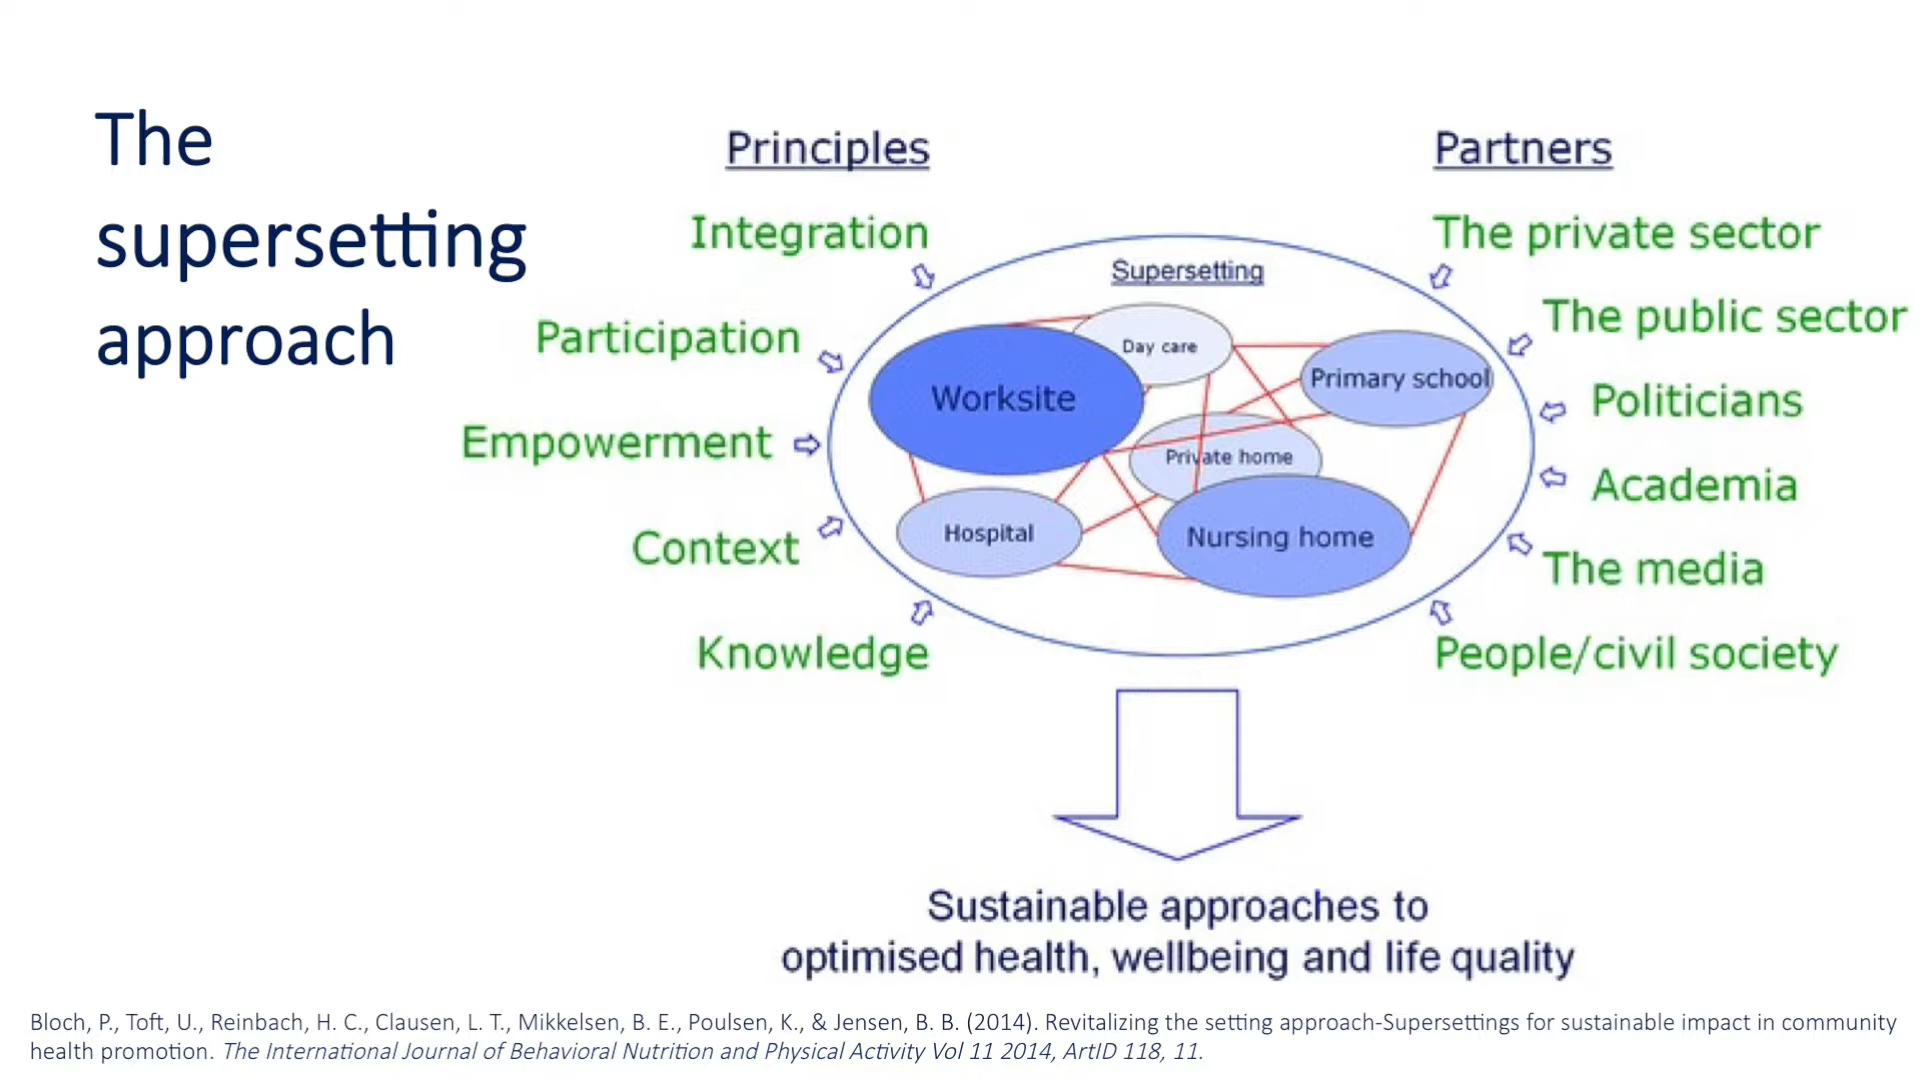 The
supersetting
approach
Principles
Integration
Participation
Empowerment
Context
Knowledge
Supersetting
Day care
Worksite
Primary school
Private home
Hospital
Nursing home
Partners
The private sector
The public sector
Politicians
Academia
The media
People/civil society
Sustainable approaches to
optimised health, wellbeing and life quality
Bloch, P., Toft, U., Reinbach, H. C., Clausen, L. T., Mikkelsen, B. E., Poulsen, K., & Jensen, B. B. (2014). Revitalizing the setting approach-Supersettings for sustainable impact in community
health promotion. The International Journal of Behavioral Nutrition and Physical Activity Vol 11 2014, ArtID 118, 11.